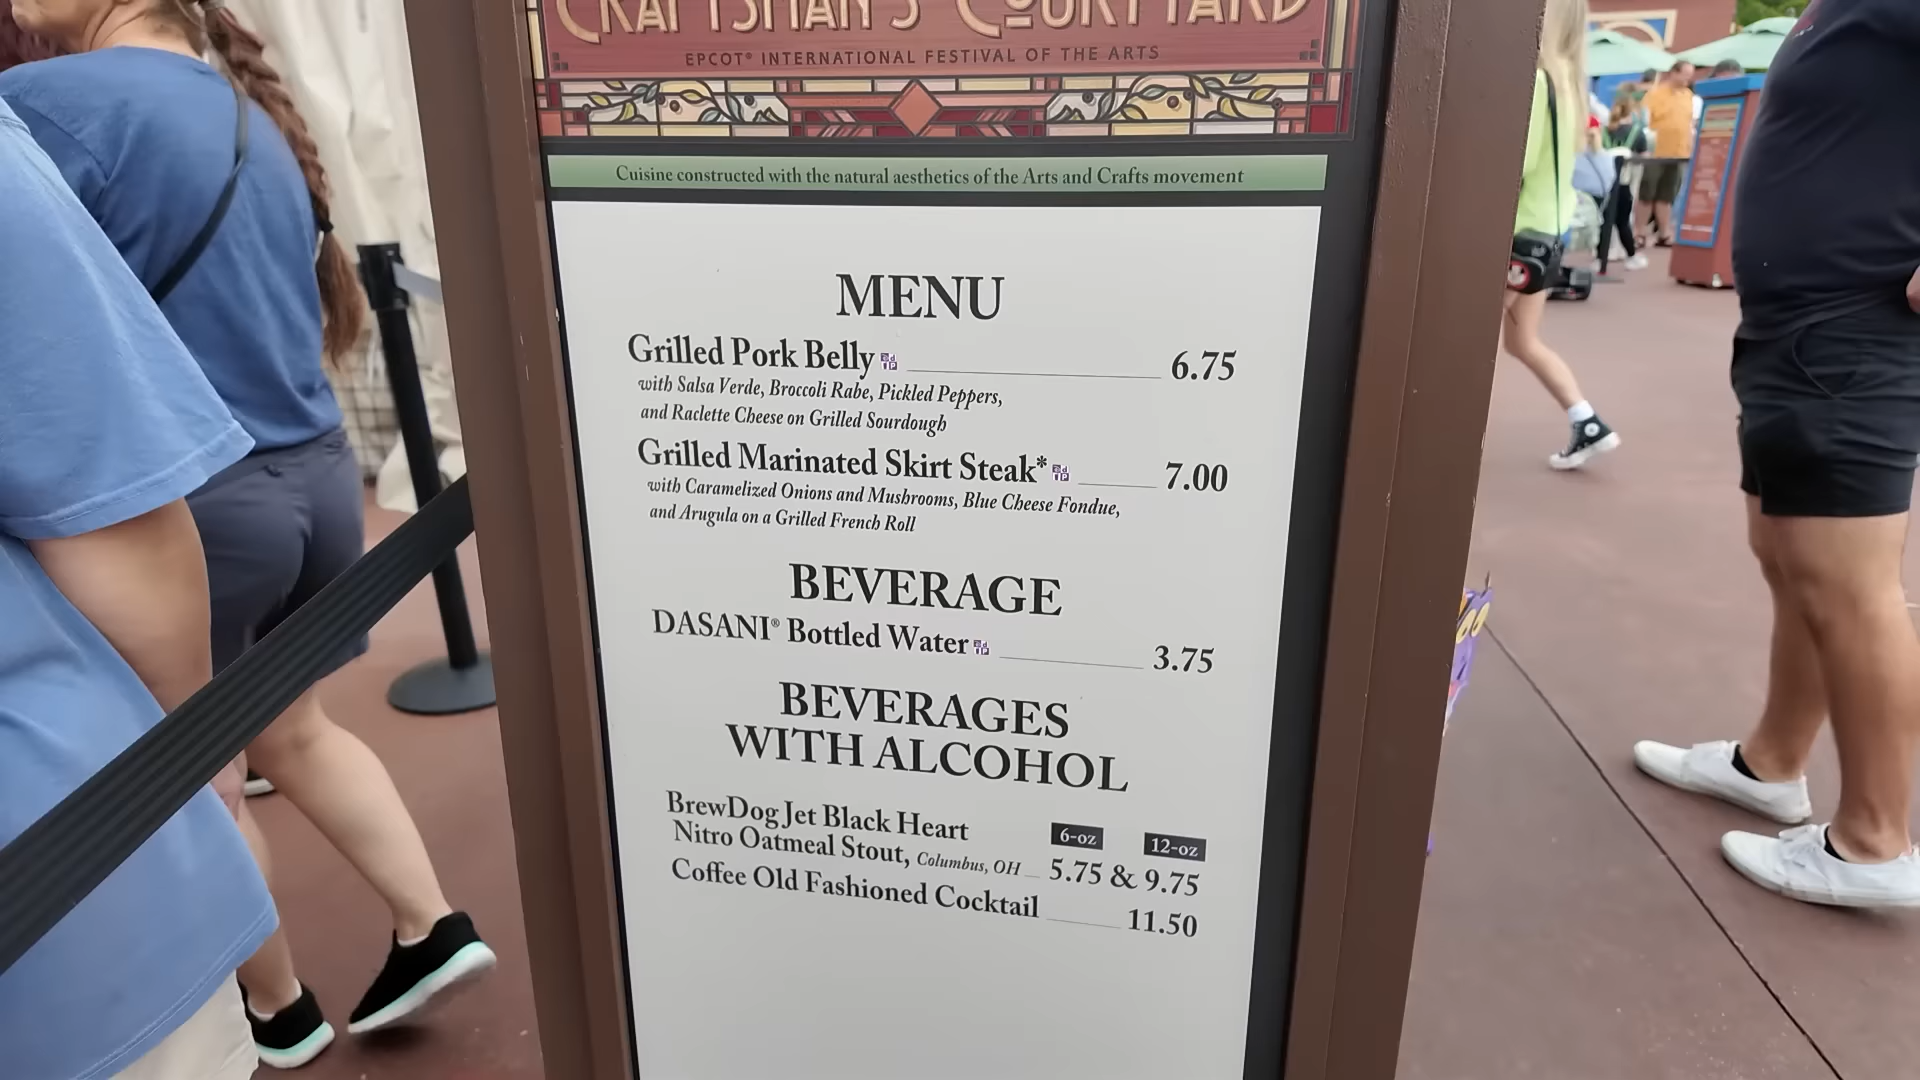 CRAFTSMAN'S COURTYARD
EPCOT® INTERNATIONAL FESTIVAL OF THE ARTS
Cuisine constructed with the natural aesthetics of the Arts and Crafts movement
MENU
Grilled Pork Belly 6.75
with Salsa Verde, Broccoli Rabe, Pickled Peppers,
and Raclette Cheese on Grilled Sourdough
Grilled Marinated Skirt Steak* 7.00
with Caramelized Onions and Mushrooms, Blue Cheese Fondue,
and Arugula on a Grilled French Roll
BEVERAGE
DASANI® Bottled Water 3.75
BEVERAGES
WITH ALCOHOL
BrewDog Jet Black Heart 6-oz 12-oz
Nitro Oatmeal Stout, Columbus, OH 5.75 & 9.75
Coffee Old Fashioned Cocktail 11.50